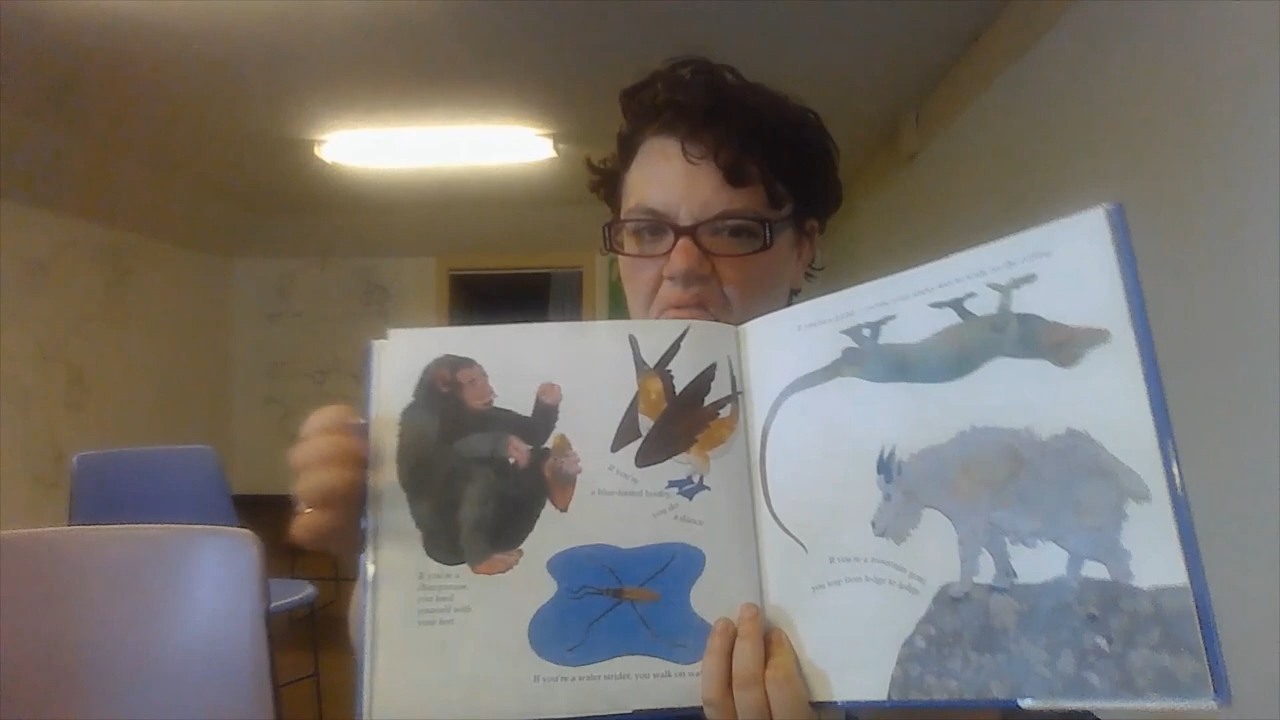 If you're a
chimpanzee,
you feed
yourself with
your feet.
If you're
a blue-footed booby,
you do
a dance
If you're a water strider, you walk on wa
If you're a mountain goat,
you leap from ledge to ledge.